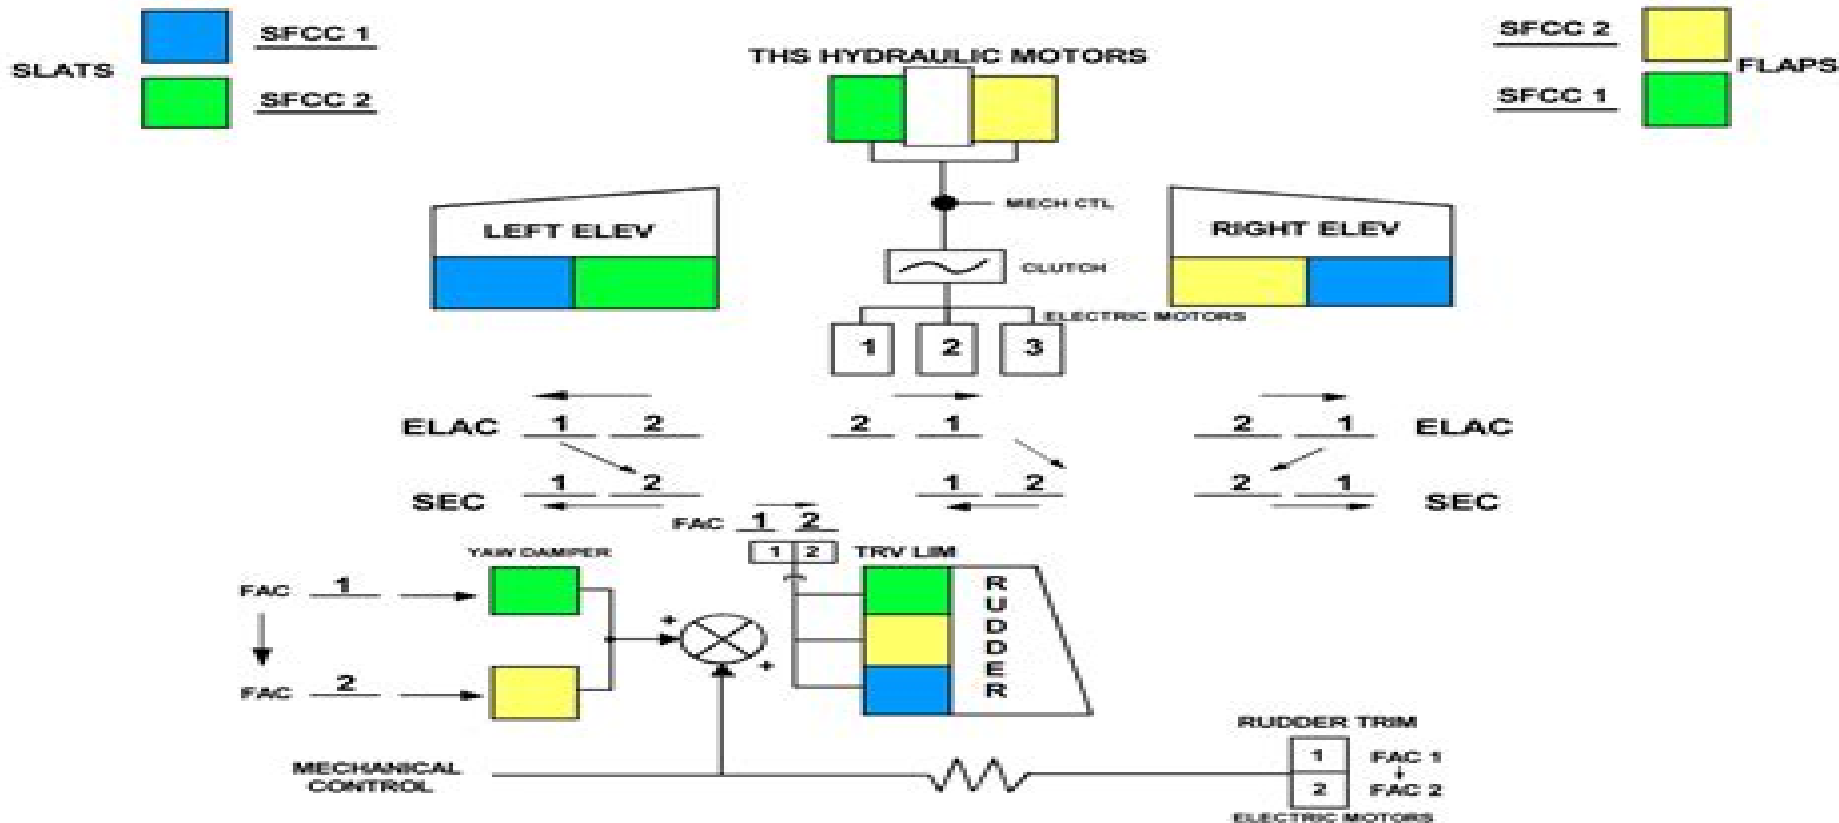 SLATS
SFCC 1
SFCC 2
THS HYDRAULIC MOTORS
SFCC 2
SFCC 1
FLAPS
LEFT ELEV
MECH CTL
CLUTCH
RIGHT ELEV
ELECTRIC MOTORS
1 2 3
ELAC 1 2 2 1 2 1 ELAC
SEC 1 2 1 2 2 1 SEC
FAC 1 2
1 2
TRV LIM
YAW DAMPER
FAC 1
FAC 2
RUDDER
MECHANICAL
CONTROL
RUDDER TRIM
1 FAC 1
2 FAC 2
ELECTRIC MOTORS
+
+